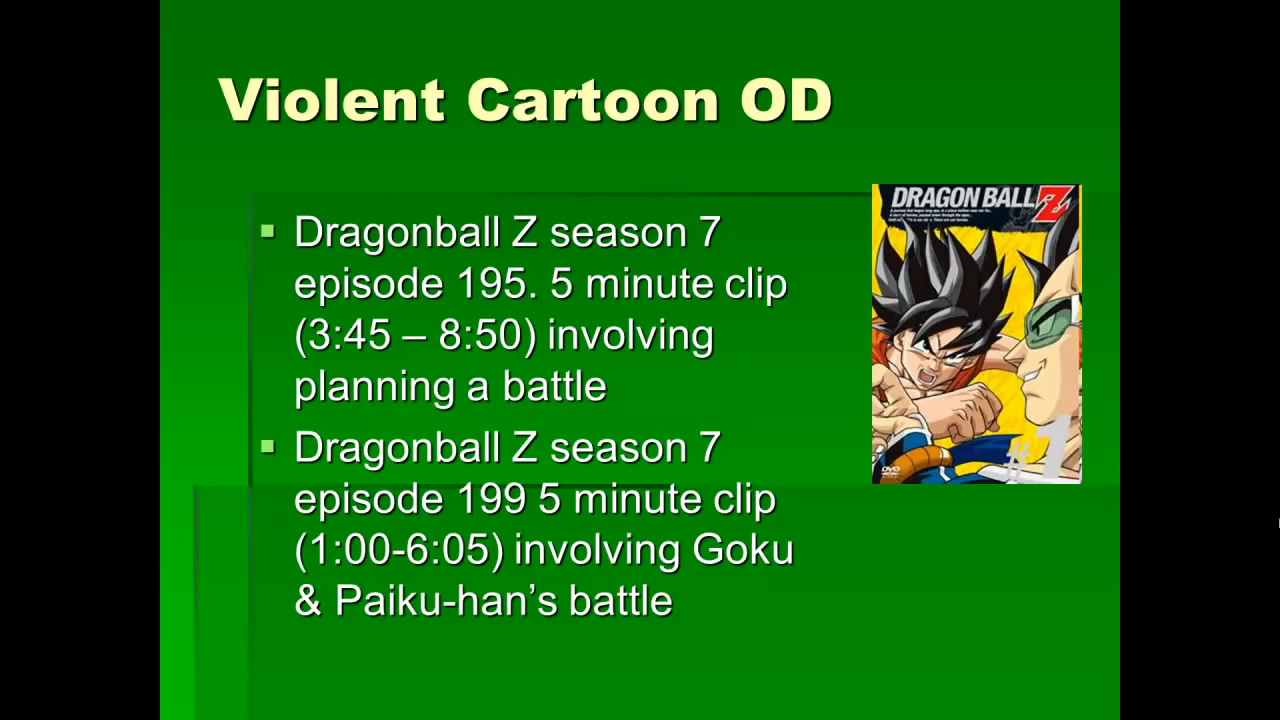 Violent Cartoon OD
Dragonball Z season 7
episode 195. 5 minute clip
(3:45 – 8:50) involving
planning a battle
Dragonball Z season 7
episode 199 5 minute clip
(1:00-6:05) involving Goku
& Paiku-han’s battle
DRAGON BALL Z
DVD
#1